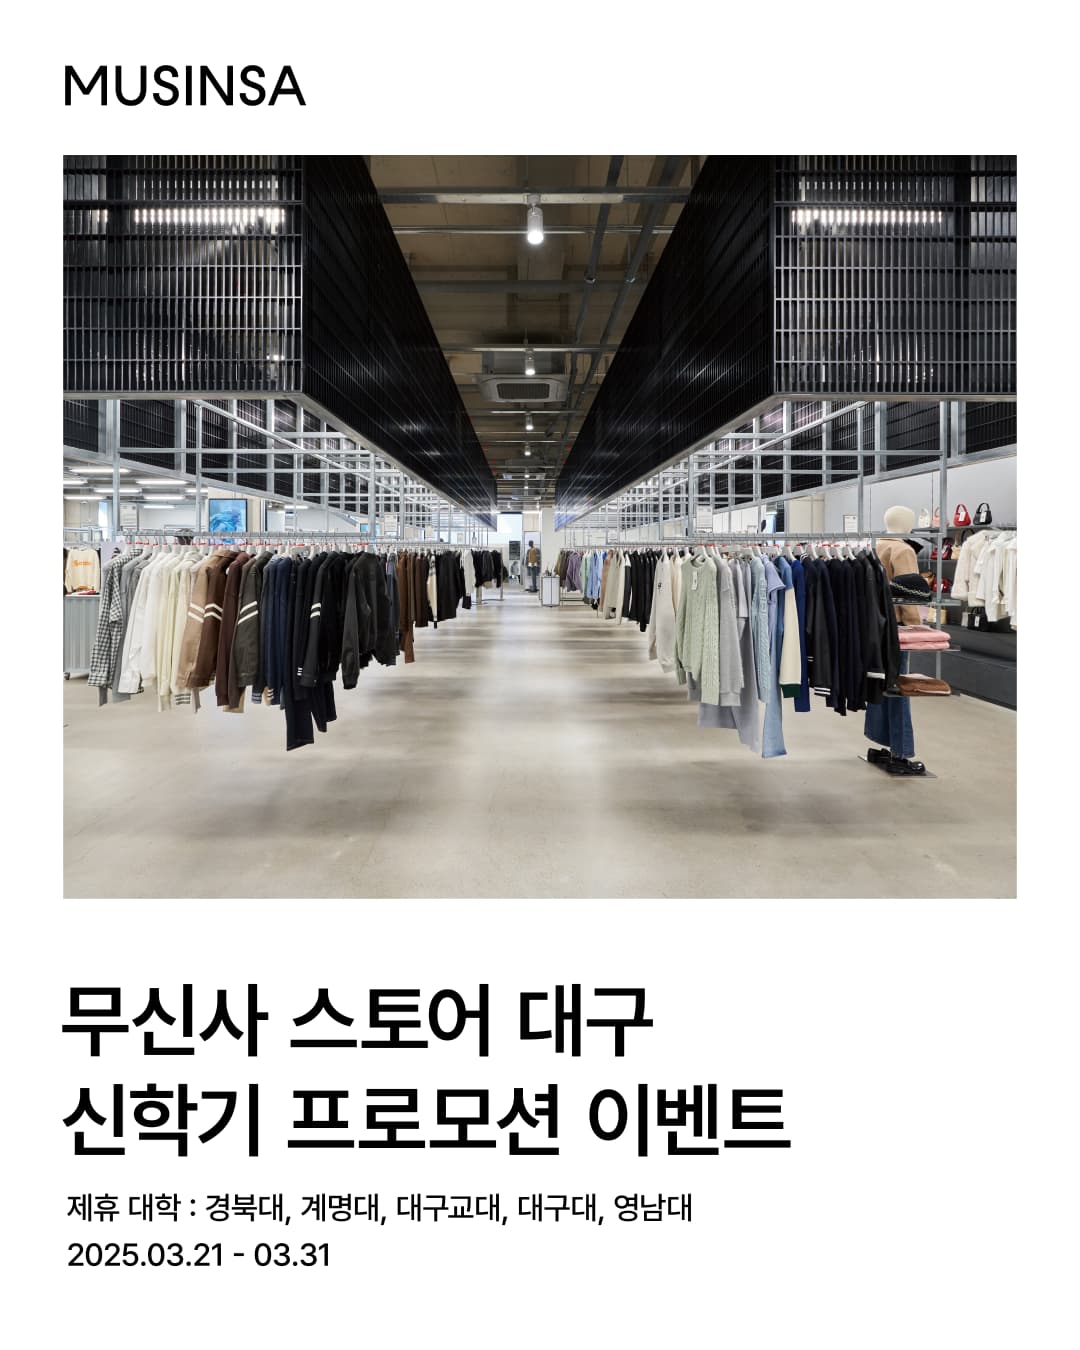 MUSINSA
무신사 스토어 대구
신학기 프로모션 이벤트
제휴 대학 : 경북대, 계명대, 대구교대, 대구대, 영남대
2025.03.21 - 03.31